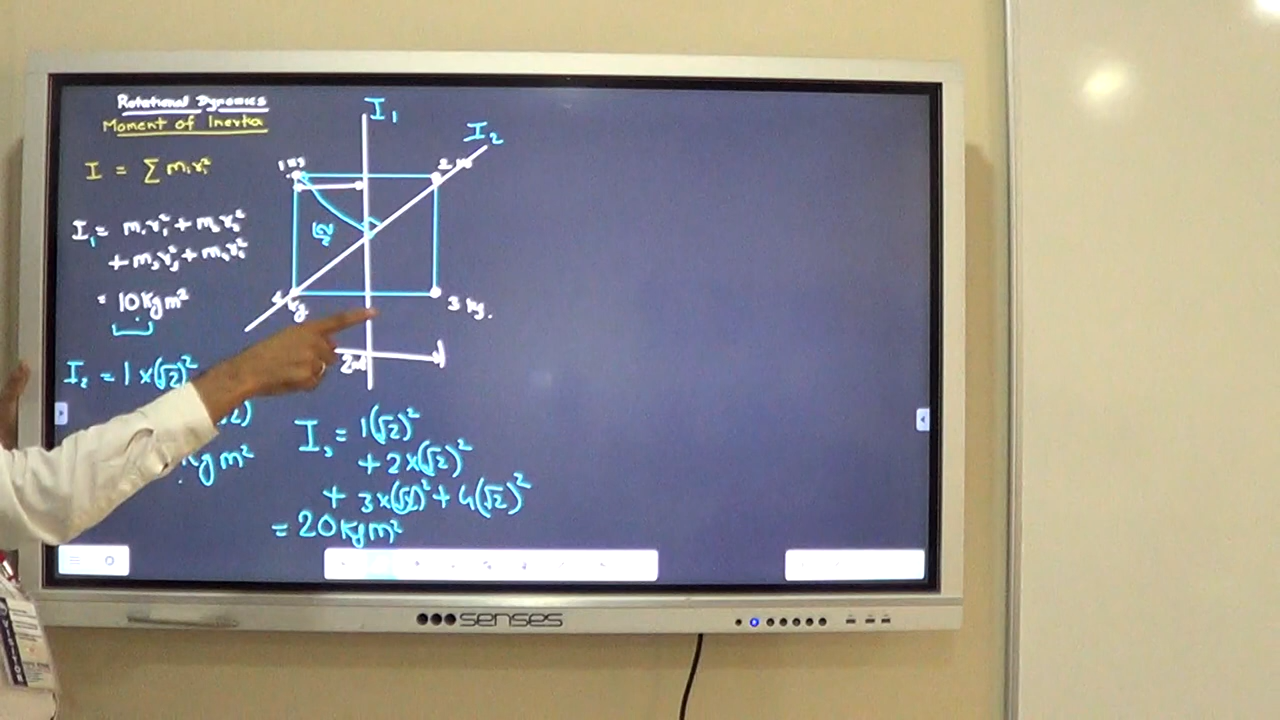 Rotational Dynamics
Moment of Inertia
I = ∑ mᵢrᵢ²
I₁ = m₁r₁² + m₂r₂²
+ m₃r₃² + m₄r₄²
= 10 kg m²
I₂ = 1 × (√2)²
√2)
kg m²
I₁
I₂
1 kg
2
√2
4 kg
3 kg.
2m
I₃ = 1(√2)²
+ 2×(√2)²
+ 3×(√2)² + 4(√2)²
= 20 kg m²
senses